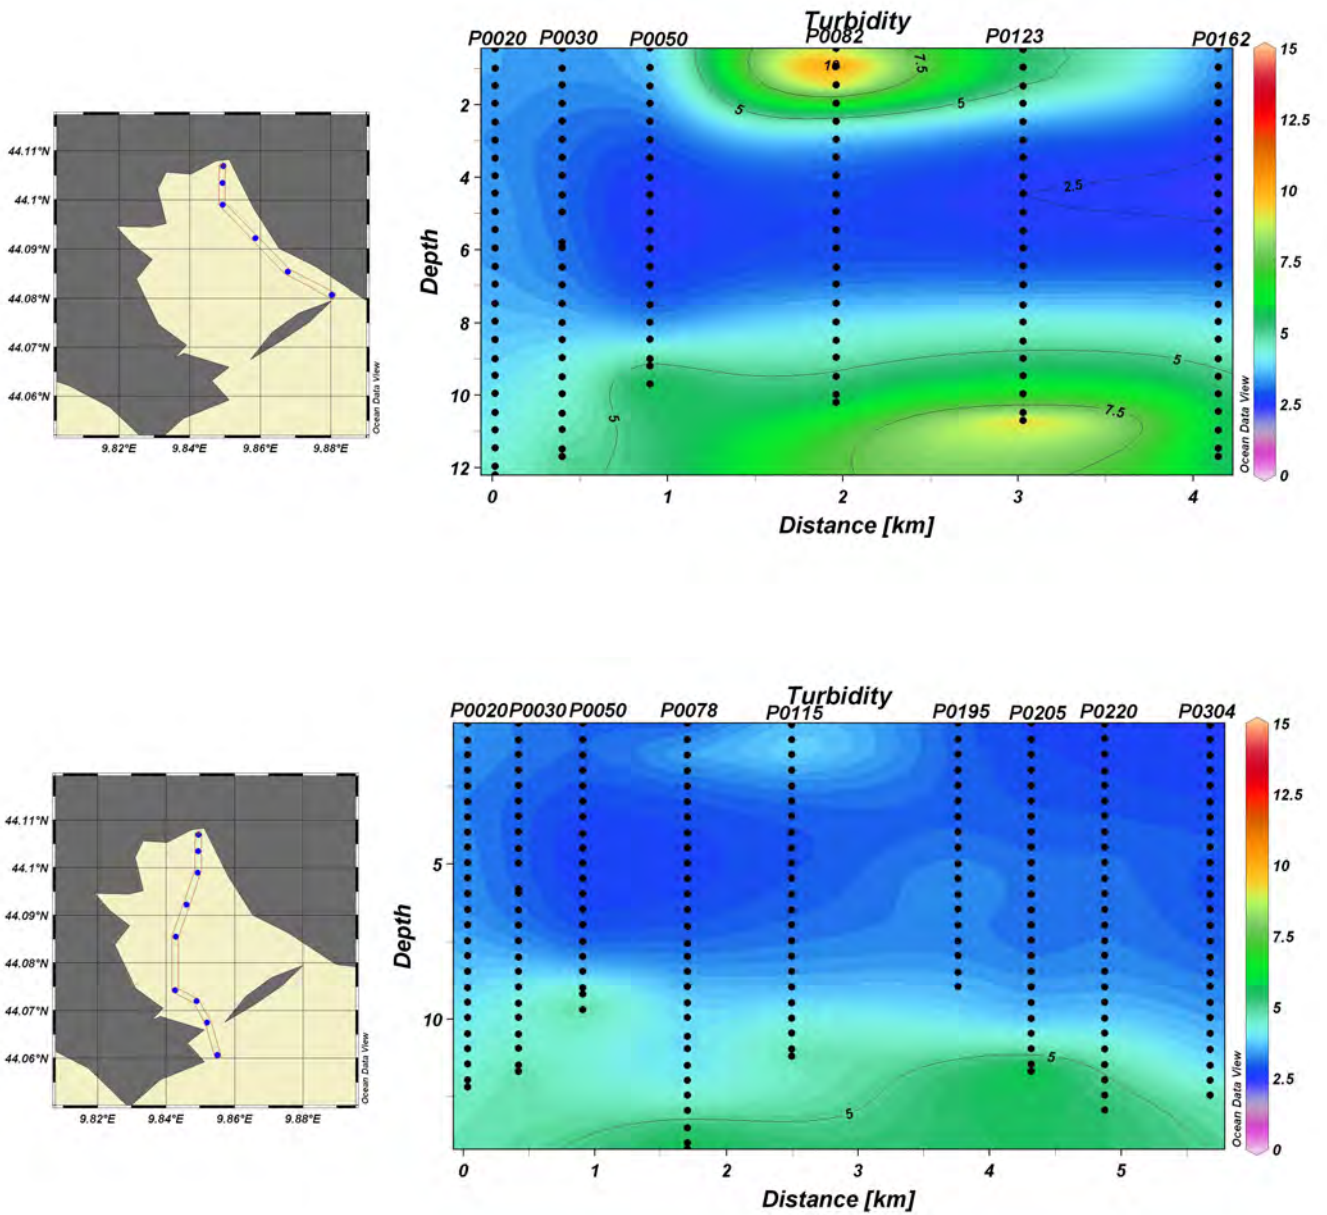 Turbidity
P0020 P0030 P0050 P0082 P0123 P0162
44.11°N
44.1°N
44.09°N
44.08°N
44.07°N
44.06°N
9.82°E 9.84°E 9.86°E 9.88°E
Ocean Data View
Depth
2
4
6
8
10
12
10
7.5
5
5
2.5
5
7.5
5
0 1 2 3 4
Distance [km]
Ocean Data View
15
12.5
10
7.5
5
2.5
0
Turbidity
P0020 P0030 P0050 P0078 P0115 P0195 P0205 P0220 P0304
44.11°N
44.1°N
44.09°N
44.08°N
44.07°N
44.06°N
9.82°E 9.84°E 9.86°E 9.88°E
Ocean Data View
Depth
5
10
5
5
0 1 2 3 4 5
Distance [km]
Ocean Data View
15
12.5
10
7.5
5
2.5
0